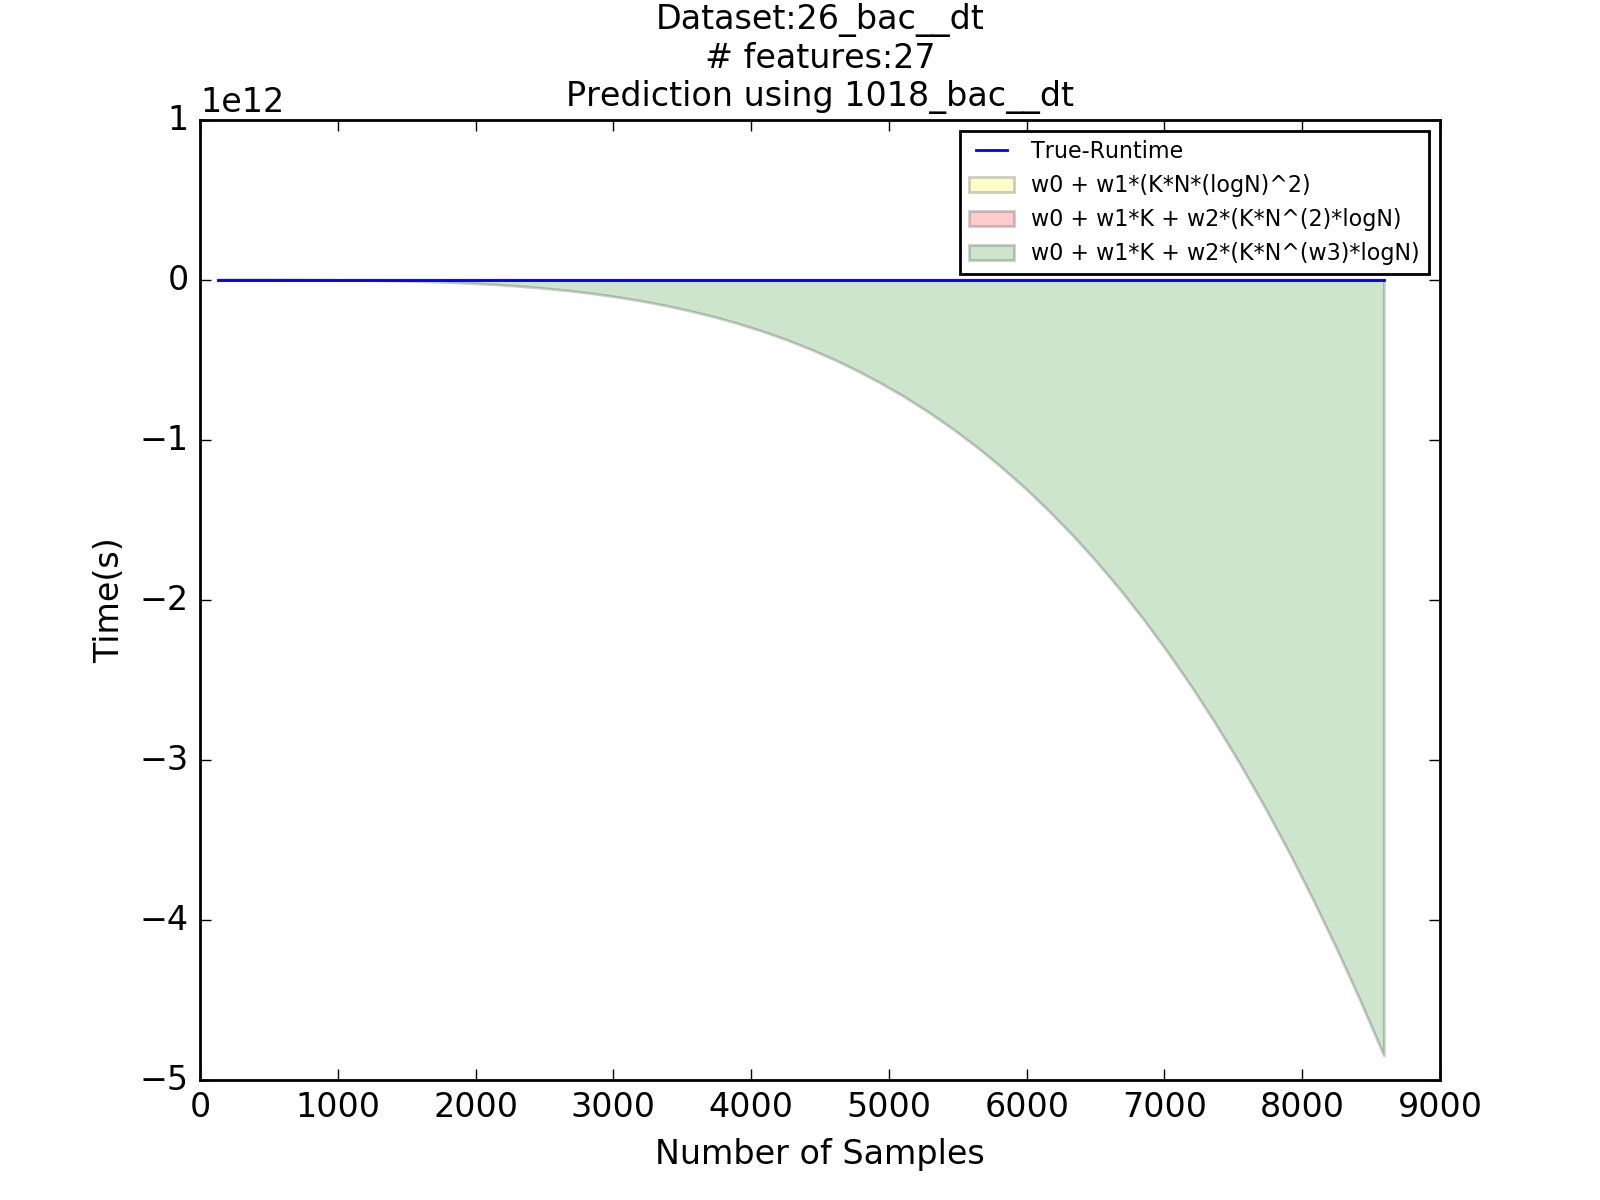 Dataset:26_bac__dt
# features:27
Prediction using 1018_bac__dt
1e12
True-Runtime
w0 + w1*(K*N*(logN)^2)
w0 + w1*K + w2*(K*N^(2)*logN)
w0 + w1*K + w2*(K*N^(w3)*logN)
1
0
−1
−2
−3
−4
−5
Time(s)
0 1000 2000 3000 4000 5000 6000 7000 8000 9000
Number of Samples